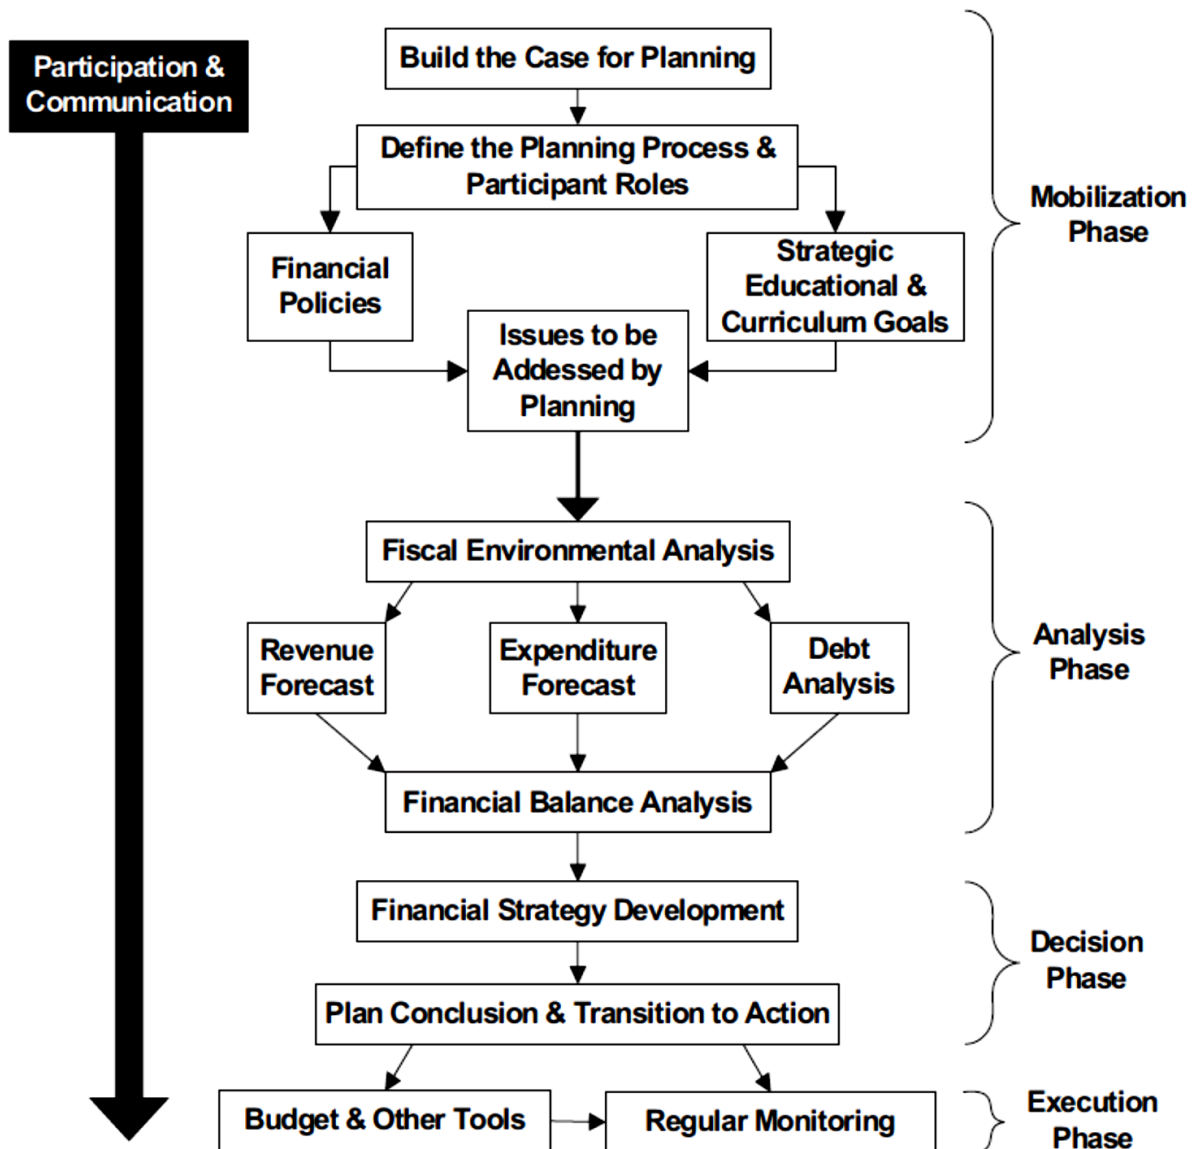 Participation &
Communication
Build the Case for Planning
Define the Planning Process &
Participant Roles
Mobilization
Phase
Financial
Policies
Strategic
Educational &
Curriculum Goals
Issues to be
Addessed by
Planning
Fiscal Environmental Analysis
Revenue
Forecast
Expenditure
Forecast
Debt
Analysis
Analysis
Phase
Financial Balance Analysis
Financial Strategy Development
Decision
Phase
Plan Conclusion & Transition to Action
Budget & Other Tools
Regular Monitoring
Execution
Phase